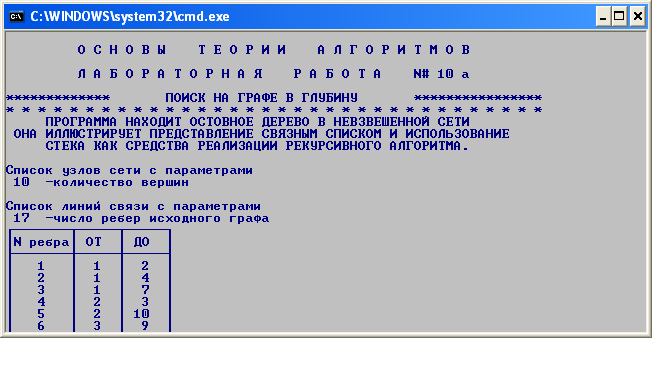 C:\WINDOWS\system32\cmd.exe
О С Н О В Ы Т Е О Р И И А Л Г О Р И Т М О В
Л А Б О Р А Т О Р Н А Я Р А Б О Т А N# 10 а
************* ПОИСК НА ГРАФЕ В ГЛУБИНУ ****************
* * * * * * * * * * * * * * * * * * * * * * * * * * * * * * * * * *
ПРОГРАММА НАХОДИТ ОСТОВНОЕ ДЕРЕВО В НЕВЗВЕШЕННОЙ СЕТИ
ОНА ИЛЛЮСТРИРУЕТ ПРЕДСТАВЛЕНИЕ СВЯЗНЫМ СПИСКОМ И ИСПОЛЬЗОВАНИЕ
СТЕКА КАК СРЕДСТВА РЕАЛИЗАЦИИ РЕКУРСИВНОГО АЛГОРИТМА.
Список узлов сети с параметрами
10 -количество вершин
Список линий связи с параметрами
17 -число ребер исходного графа
N ребра ОТ ДО
1 1 2
2 1 4
3 1 7
4 2 3
5 2 10
6 3 9